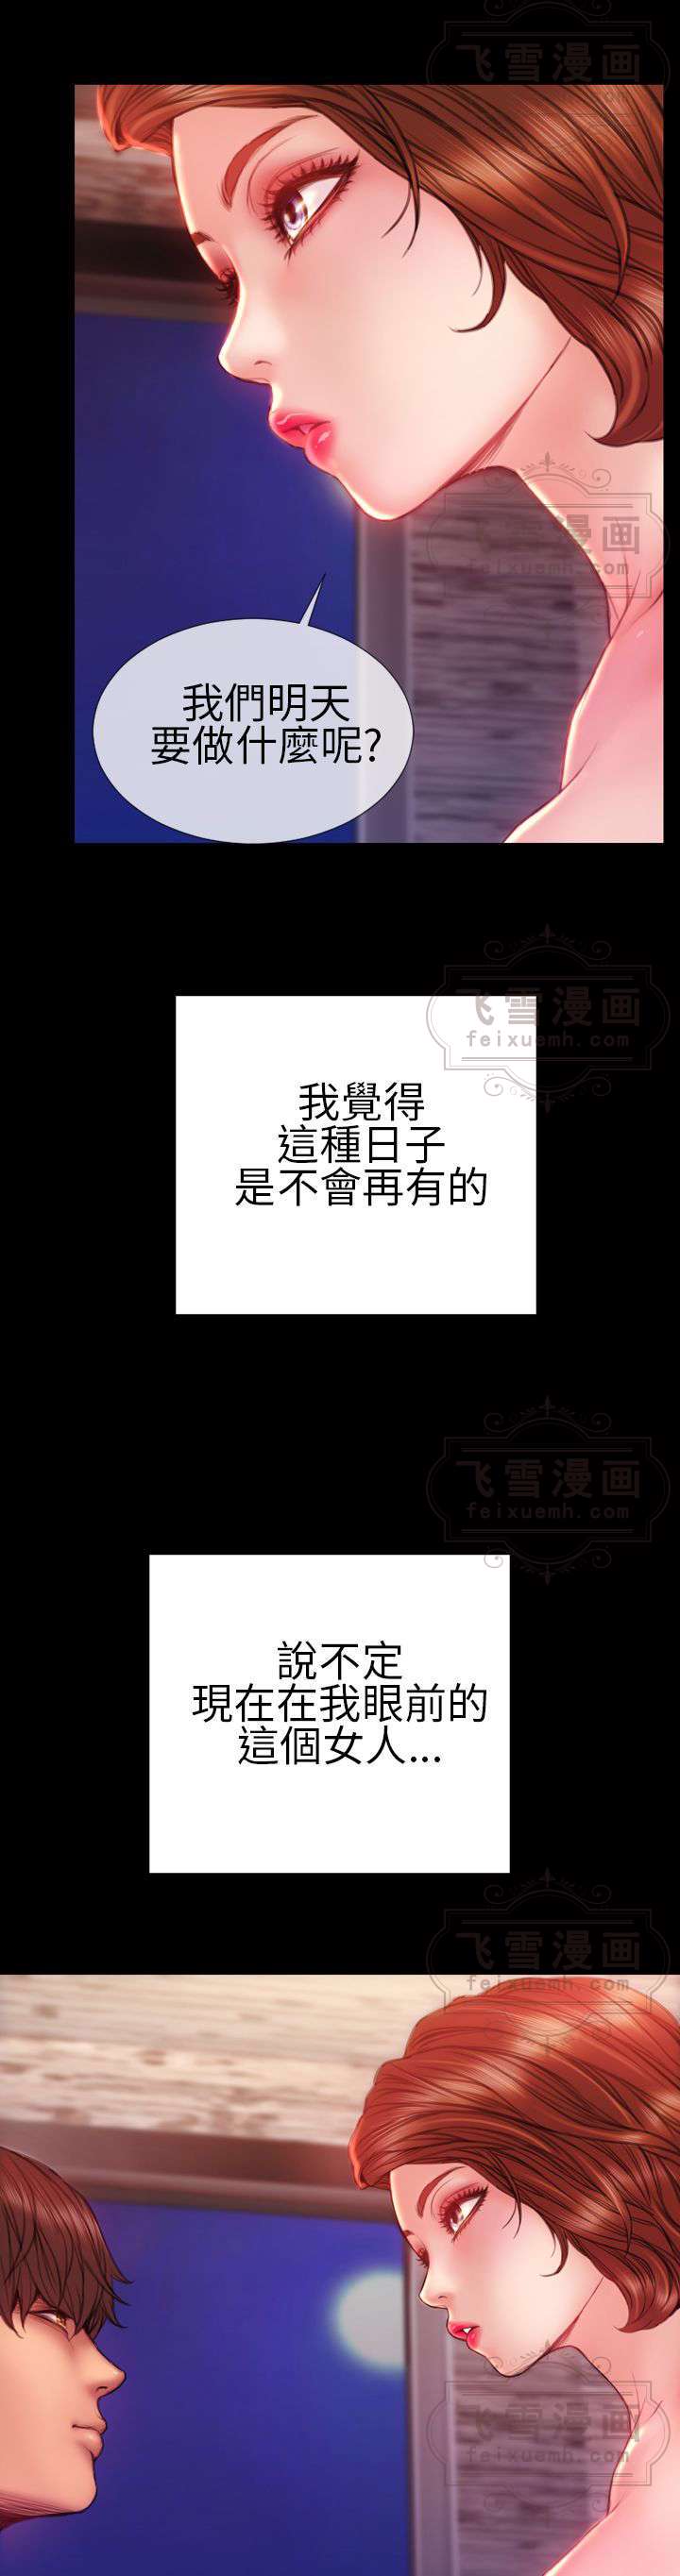 飞雪漫画
我們明天
要做什麼呢?
飞雪漫画
feixuemh.com
飞雪漫画
feixuemh.com
我覺得
這種日子
是不會再有的
飞雪漫画
feixuemh.com
說不定
現在在我眼前的
這個女人...
飞雪漫画
feixuemh.com
飞雪漫画
feixuemh.com